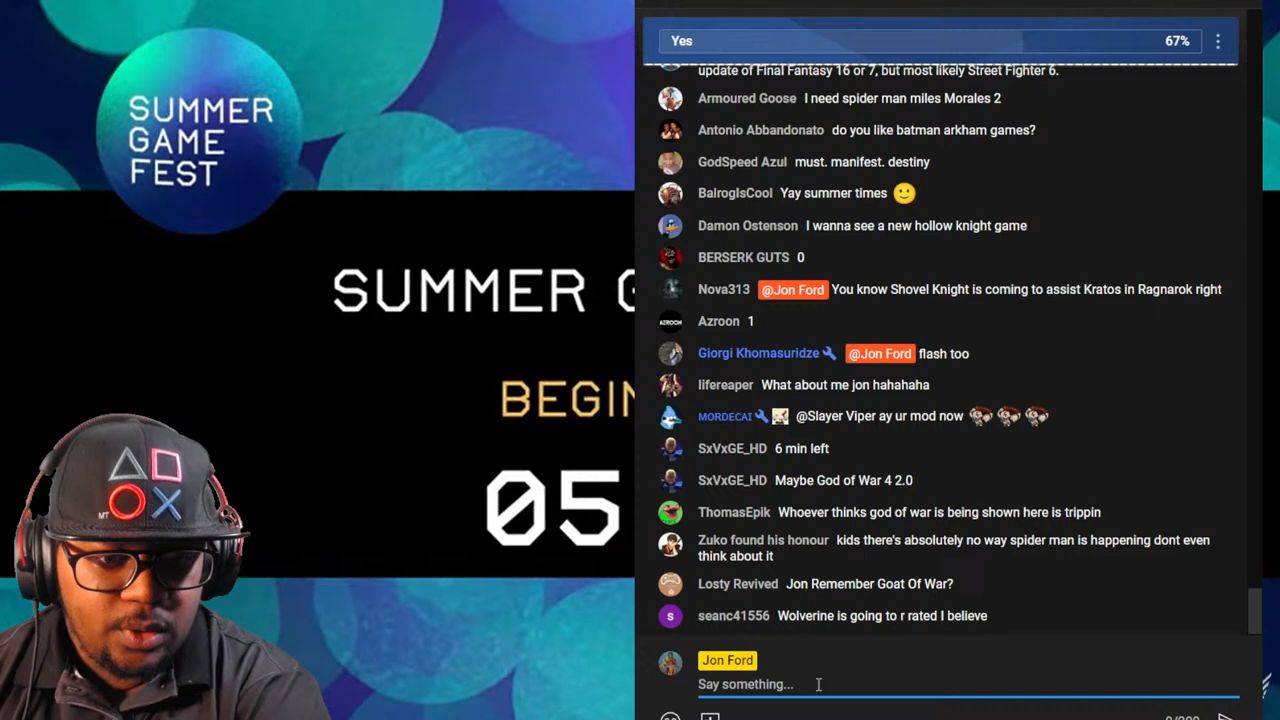 SUMMER
GAME
FEST
SUMMER
BEGIN
05
MT
Yes 67%
update of Final Fantasy 16 or 7, but most likely Street Fighter 6.
Armoured Goose I need spider man miles Morales 2
Antonio Abbandonato do you like batman arkham games?
GodSpeed Azul must. manifest. destiny
BalrogIsCool Yay summer times 🙂
Damon Ostenson I wanna see a new hollow knight game
BERSERK GUTS 0
Nova313 @Jon Ford You know Shovel Knight is coming to assist Kratos in Ragnarok right
AZROON Azroon 1
Giorgi Khomasuridze @Jon Ford flash too
lifereaper What about me jon hahahaha
MORDECAI @Slayer Viper ay ur mod now
SxVxGE_HD 6 min left
SxVxGE_HD Maybe God of War 4 2.0
ThomasEpik Whoever thinks god of war is being shown here is trippin
Zuko found his honour kids there's absolutely no way spider man is happening dont even
think about it
Losty Revived Jon Remember Goat Of War?
s seanc41556 Wolverine is going to r rated I believe
Jon Ford
Say something...